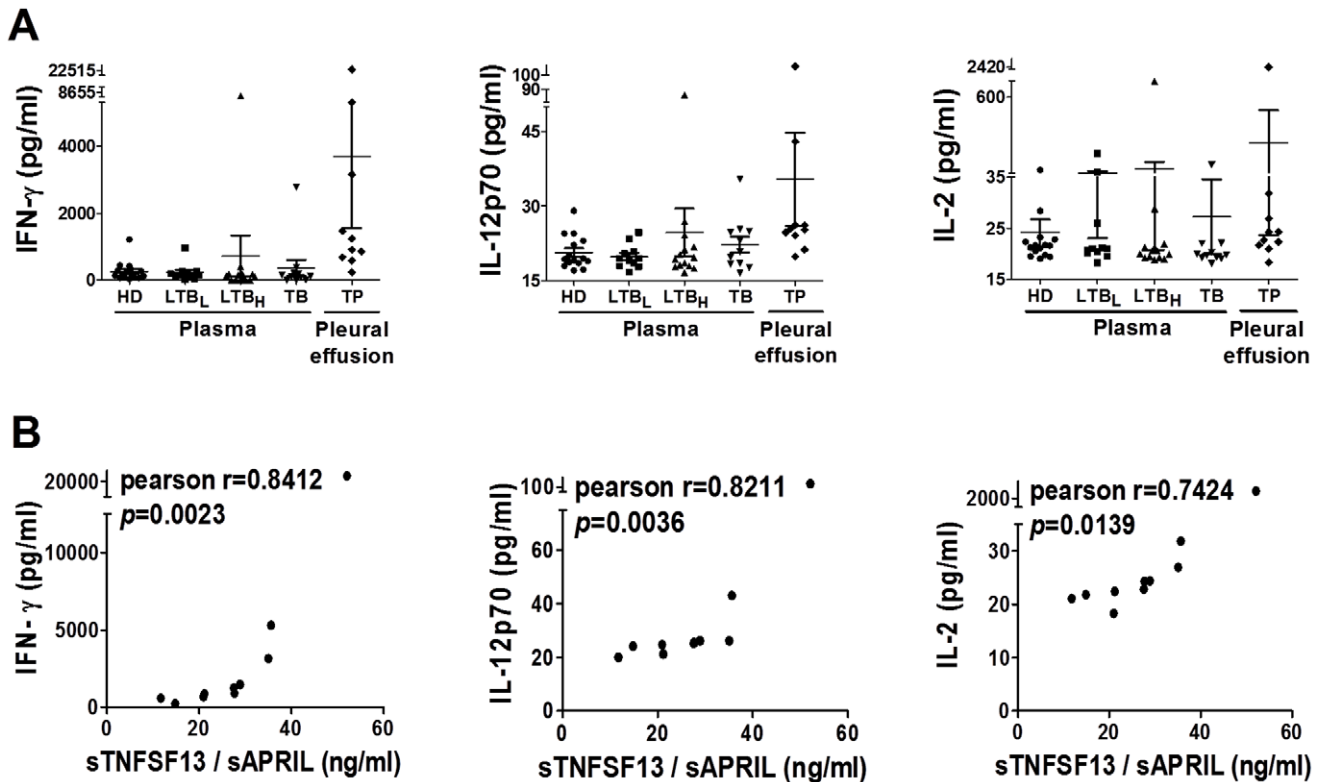 A
IFN-γ (pg/ml)
22515
8655
4000
2000
0
HD LTBL LTBH TB TP
Plasma Pleural
effusion
IL-12p70 (pg/ml)
100
90
45
30
15
HD LTBL LTBH TB TP
Plasma Pleural
effusion
IL-2 (pg/ml)
2420
600
35
25
15
HD LTBL LTBH TB TP
Plasma Pleural
effusion
B
IFN- γ (pg/ml)
20000
10000
5000
0
pearson r=0.8412
p=0.0023
0 20 40 60
sTNFSF13 / sAPRIL (ng/ml)
IL-12p70 (pg/ml)
100
60
40
20
0
pearson r=0.8211
p=0.0036
0 20 40 60
sTNFSF13 / sAPRIL (ng/ml)
IL-2 (pg/ml)
2000
30
20
10
0
pearson r=0.7424
p=0.0139
0 20 40 60
sTNFSF13 / sAPRIL (ng/ml)